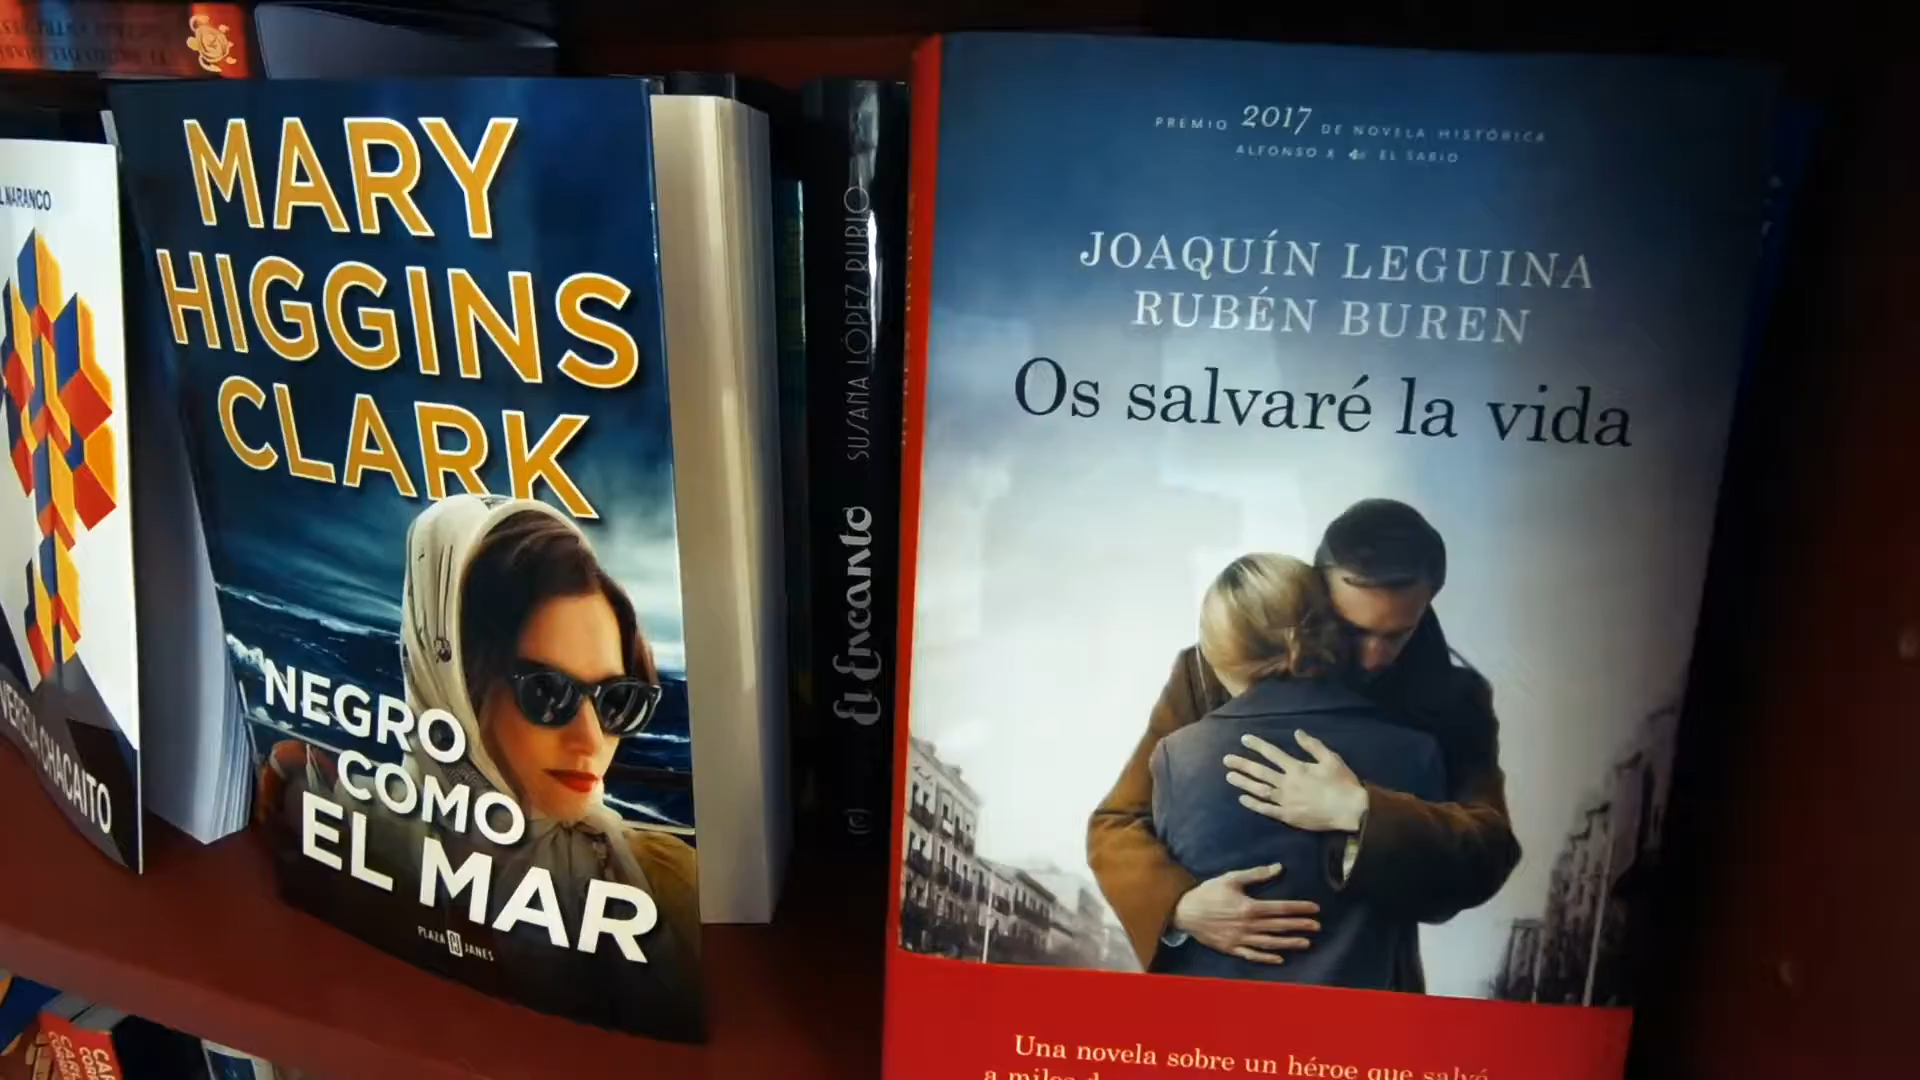 L NARANCO
VEREDA CHACAITO
MARY
HIGGINS
CLARK
NEGRO
COMO
EL MAR
PLAZA JANES
SUSANA LÓPEZ RUBIO
El Encanto
PREMIO 2017 DE NOVELA HISTÓRICA
ALFONSO X EL SABIO
JOAQUÍN LEGUINA
RUBÉN BUREN
Os salvaré la vida
Una novela sobre un héroe que salvó
a miles